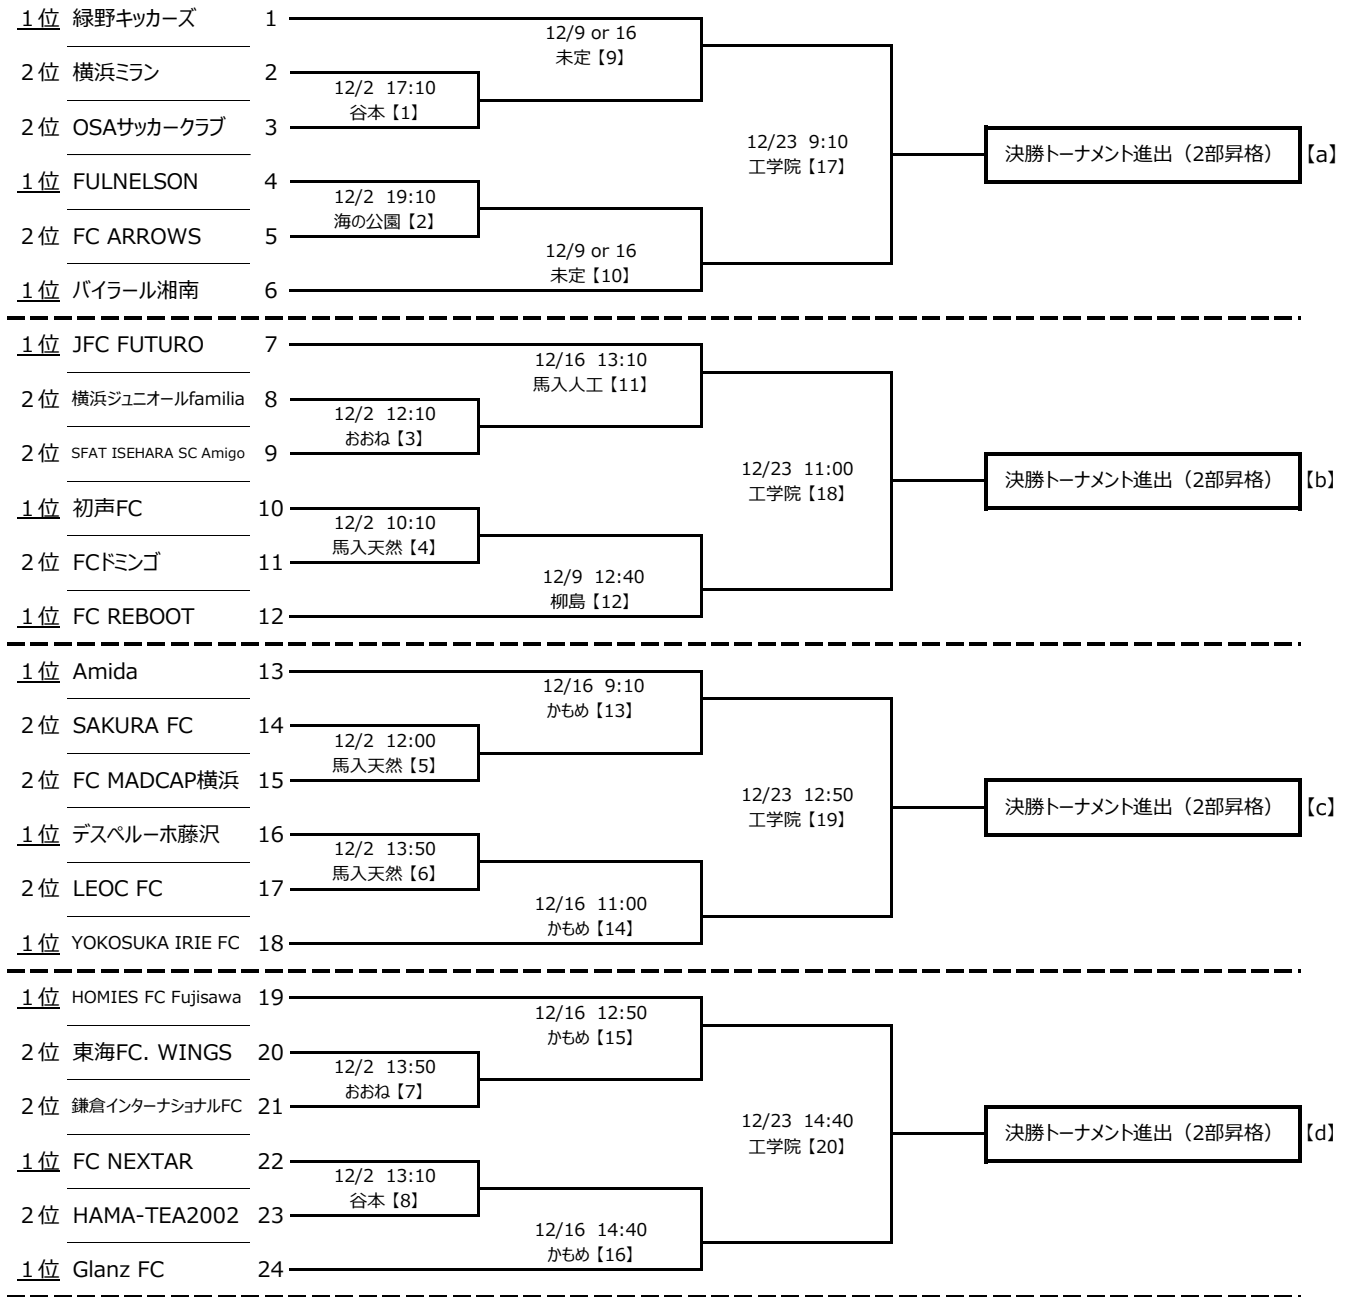 1位 緑野キッカーズ 1
12/9 or 16
未定【9】
2位 横浜ミラン 2
12/2 17:10
谷本【1】
2位 OSAサッカークラブ 3
12/23 9:10
工学院【17】
決勝トーナメント進出（2部昇格） 【a】
1位 FULNELSON 4
12/2 19:10
海の公園【2】
2位 FC ARROWS 5
12/9 or 16
未定【10】
1位 バイラール湘南 6
1位 JFC FUTURO 7
12/16 13:10
馬入人工【11】
2位 横浜ジュニオールfamilia 8
12/2 12:10
おおね【3】
2位 SFAT ISEHARA SC Amigo 9
12/23 11:00
工学院【18】
決勝トーナメント進出（2部昇格） 【b】
1位 初声FC 10
12/2 10:10
馬入天然【4】
2位 FCドミンゴ 11
12/9 12:40
柳島【12】
1位 FC REBOOT 12
1位 Amida 13
12/16 9:10
かもめ【13】
2位 SAKURA FC 14
12/2 12:00
馬入天然【5】
2位 FC MADCAP横浜 15
12/23 12:50
工学院【19】
決勝トーナメント進出（2部昇格） 【c】
1位 デスペルーホ藤沢 16
12/2 13:50
馬入天然【6】
2位 LEOC FC 17
12/16 11:00
かもめ【14】
1位 YOKOSUKA IRIE FC 18
1位 HOMIES FC Fujisawa 19
12/16 12:50
かもめ【15】
2位 東海FC. WINGS 20
12/2 13:50
おおね【7】
2位 鎌倉インターナショナルFC 21
12/23 14:40
工学院【20】
決勝トーナメント進出（2部昇格） 【d】
1位 FC NEXTAR 22
12/2 13:10
谷本【8】
2位 HAMA-TEA2002 23
12/16 14:40
かもめ【16】
1位 Glanz FC 24